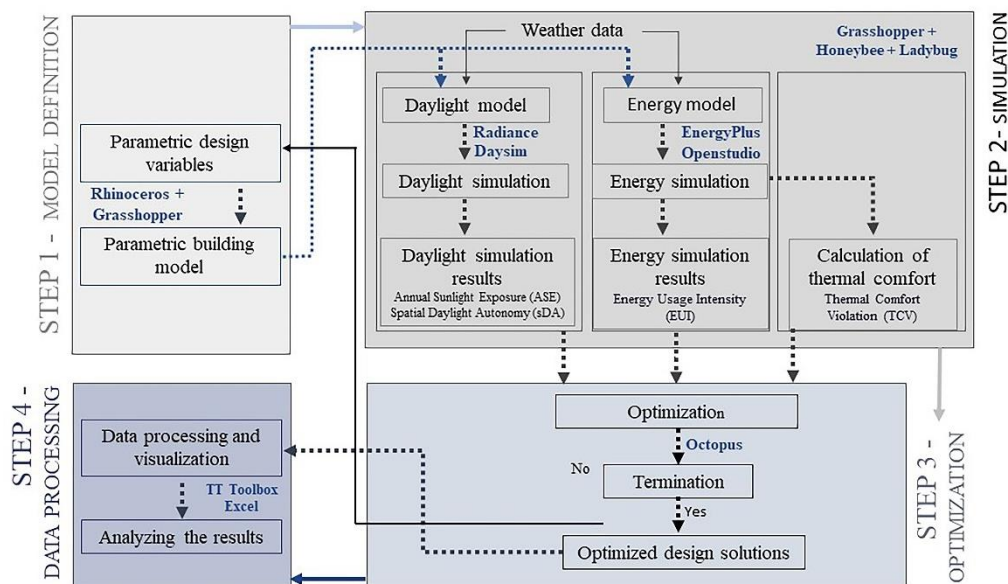 STEP 1 - MODEL DEFINITION
Parametric design
variables
Rhinoceros +
Grasshopper
Parametric building
model
Weather data
Grasshopper +
Honeybee + Ladybug
STEP 2- SIMULATION
Daylight model
Radiance
Daysim
Daylight simulation
Daylight simulation
results
Annual Sunlight Exposure (ASE)
Spatial Daylight Autonomy (sDA)
Energy model
EnergyPlus
Openstudio
Energy simulation
Energy simulation
results
Energy Usage Intensity
(EUI)
Calculation of
thermal comfort
Thermal Comfort
Violation (TCV)
STEP 3 -
OPTIMIZATION
Optimization
Octopus
No
Termination
Yes
Optimized design solutions
STEP 4 -
DATA PROCESSING
Data processing and
visualization
TT Toolbox
Excel
Analyzing the results